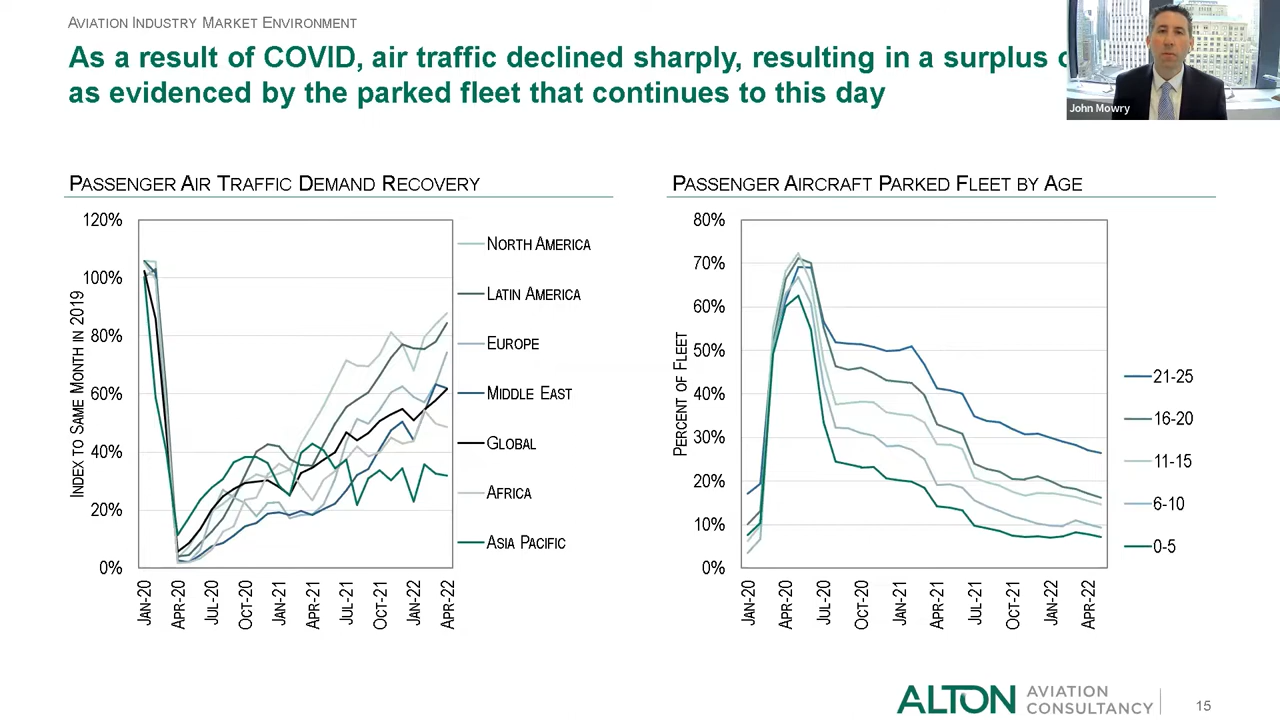 AVIATION INDUSTRY MARKET ENVIRONMENT
As a result of COVID, air traffic declined sharply, resulting in a surplus
as evidenced by the parked fleet that continues to this day
John Mowry
PASSENGER AIR TRAFFIC DEMAND RECOVERY
INDEX TO SAME MONTH IN 2019
120%
100%
80%
60%
40%
20%
0%
JAN-20
APR-20
JUL-20
OCT-20
JAN-21
APR-21
JUL-21
OCT-21
JAN-22
APR-22
NORTH AMERICA
LATIN AMERICA
EUROPE
MIDDLE EAST
GLOBAL
AFRICA
ASIA PACIFIC
PASSENGER AIRCRAFT PARKED FLEET BY AGE
PERCENT OF FLEET
80%
70%
60%
50%
40%
30%
20%
10%
0%
JAN-20
APR-20
JUL-20
OCT-20
JAN-21
APR-21
JUL-21
OCT-21
JAN-22
APR-22
21-25
16-20
11-15
6-10
0-5
ALTON
AVIATION
CONSULTANCY
15